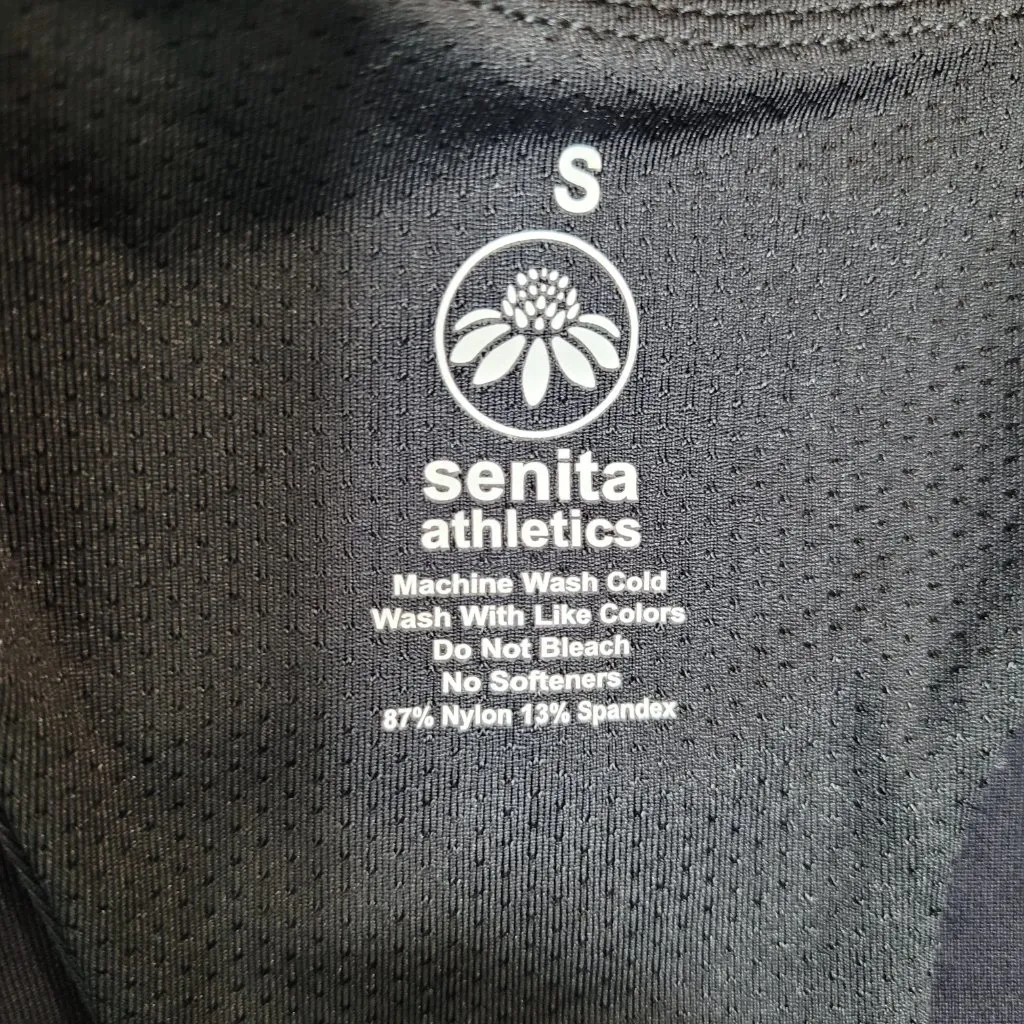 S
senita
athletics
Machine Wash Cold
Wash With Like Colors
Do Not Bleach
No Softeners
87% Nylon 13% Spandex